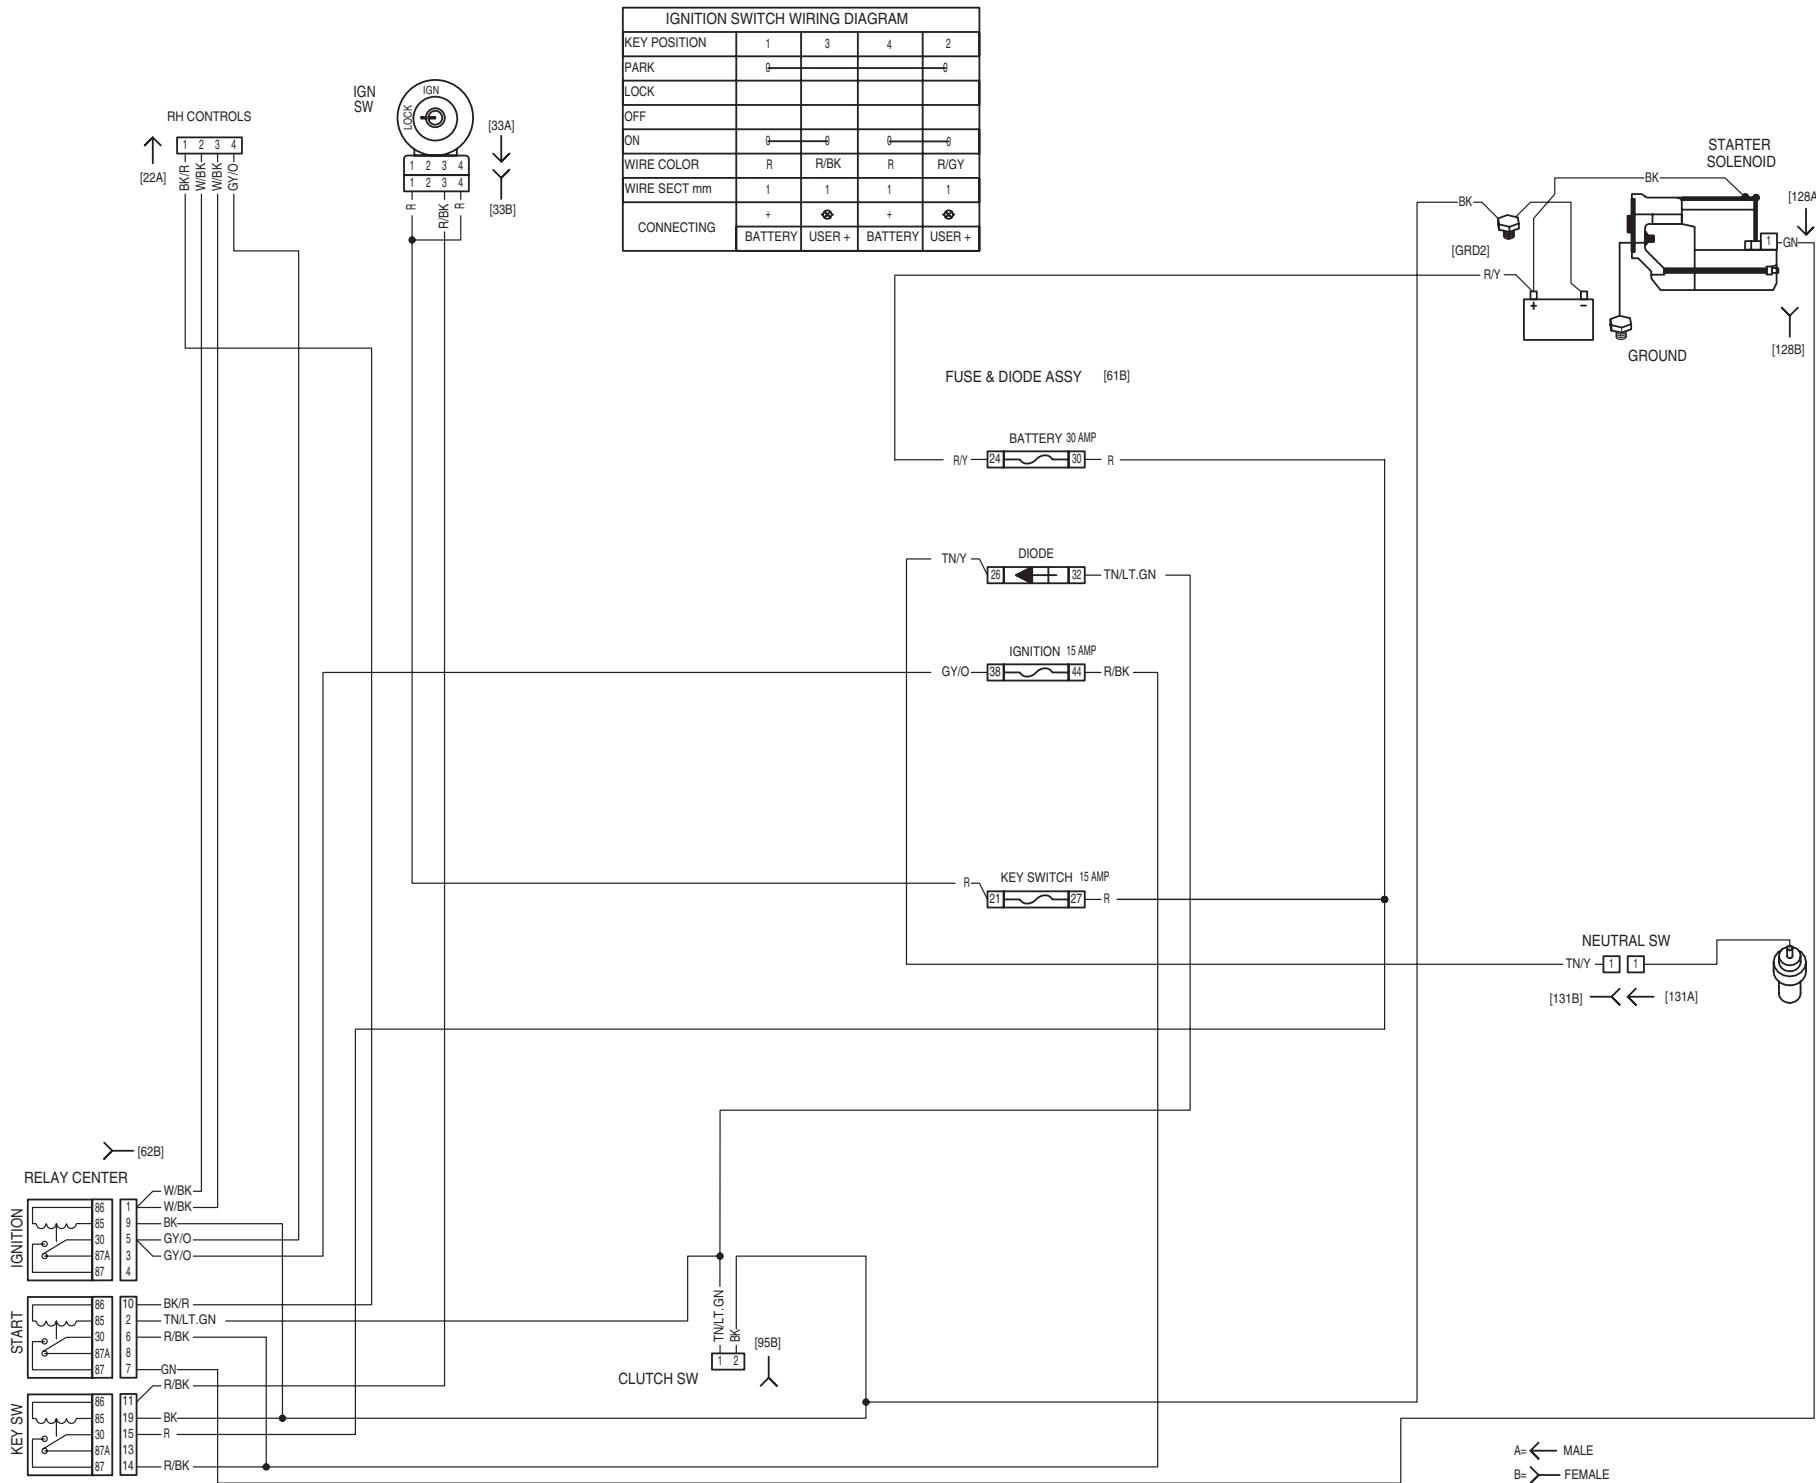 IGNITION SWITCH WIRING DIAGRAM
KEY POSITION 1 3 4 2
PARK 0 0
LOCK
OFF
ON 0 0 0 0
WIRE COLOR R R/BK R R/GY
WIRE SECT mm 1 1 1 1
CONNECTING + + 
BATTERY USER + BATTERY USER +
RH CONTROLS
1 2 3 4
[22A]
BK/R
W/BK
W/BK
GY/O
IGN
SW
IGN
LOCK
[33A]
1 2 3 4
1 2 3 4
[33B]
R
R/BK
R
STARTER
SOLENOID
BK
BK
[128A
1
GN
[GRD2]
R/Y
+ -
GROUND
[128B]
FUSE & DIODE ASSY [61B]
BATTERY 30 AMP
R/Y 24 30 R
DIODE
TN/Y 26 32 TN/LT.GN
IGNITION 15 AMP
GY/O 38 44 R/BK
KEY SWITCH 15 AMP
R 21 27 R
NEUTRAL SW
TN/Y 1 1
[131B] [131A]
[62B]
RELAY CENTER
IGNITION
86 1 W/BK
W/BK
85 9 BK
30 5 GY/O
87A 3 GY/O
87 4
START
86 10 BK/R
85 2 TN/LT.GN
30 6 R/BK
87A 8
87 7 GN
KEY SW
R/BK
86 11
85 19 BK
30 15 R
87A 13
87 14 R/BK
TN/LT.GN
BK
[95B]
1 2
CLUTCH SW
A= MALE
B= FEMALE